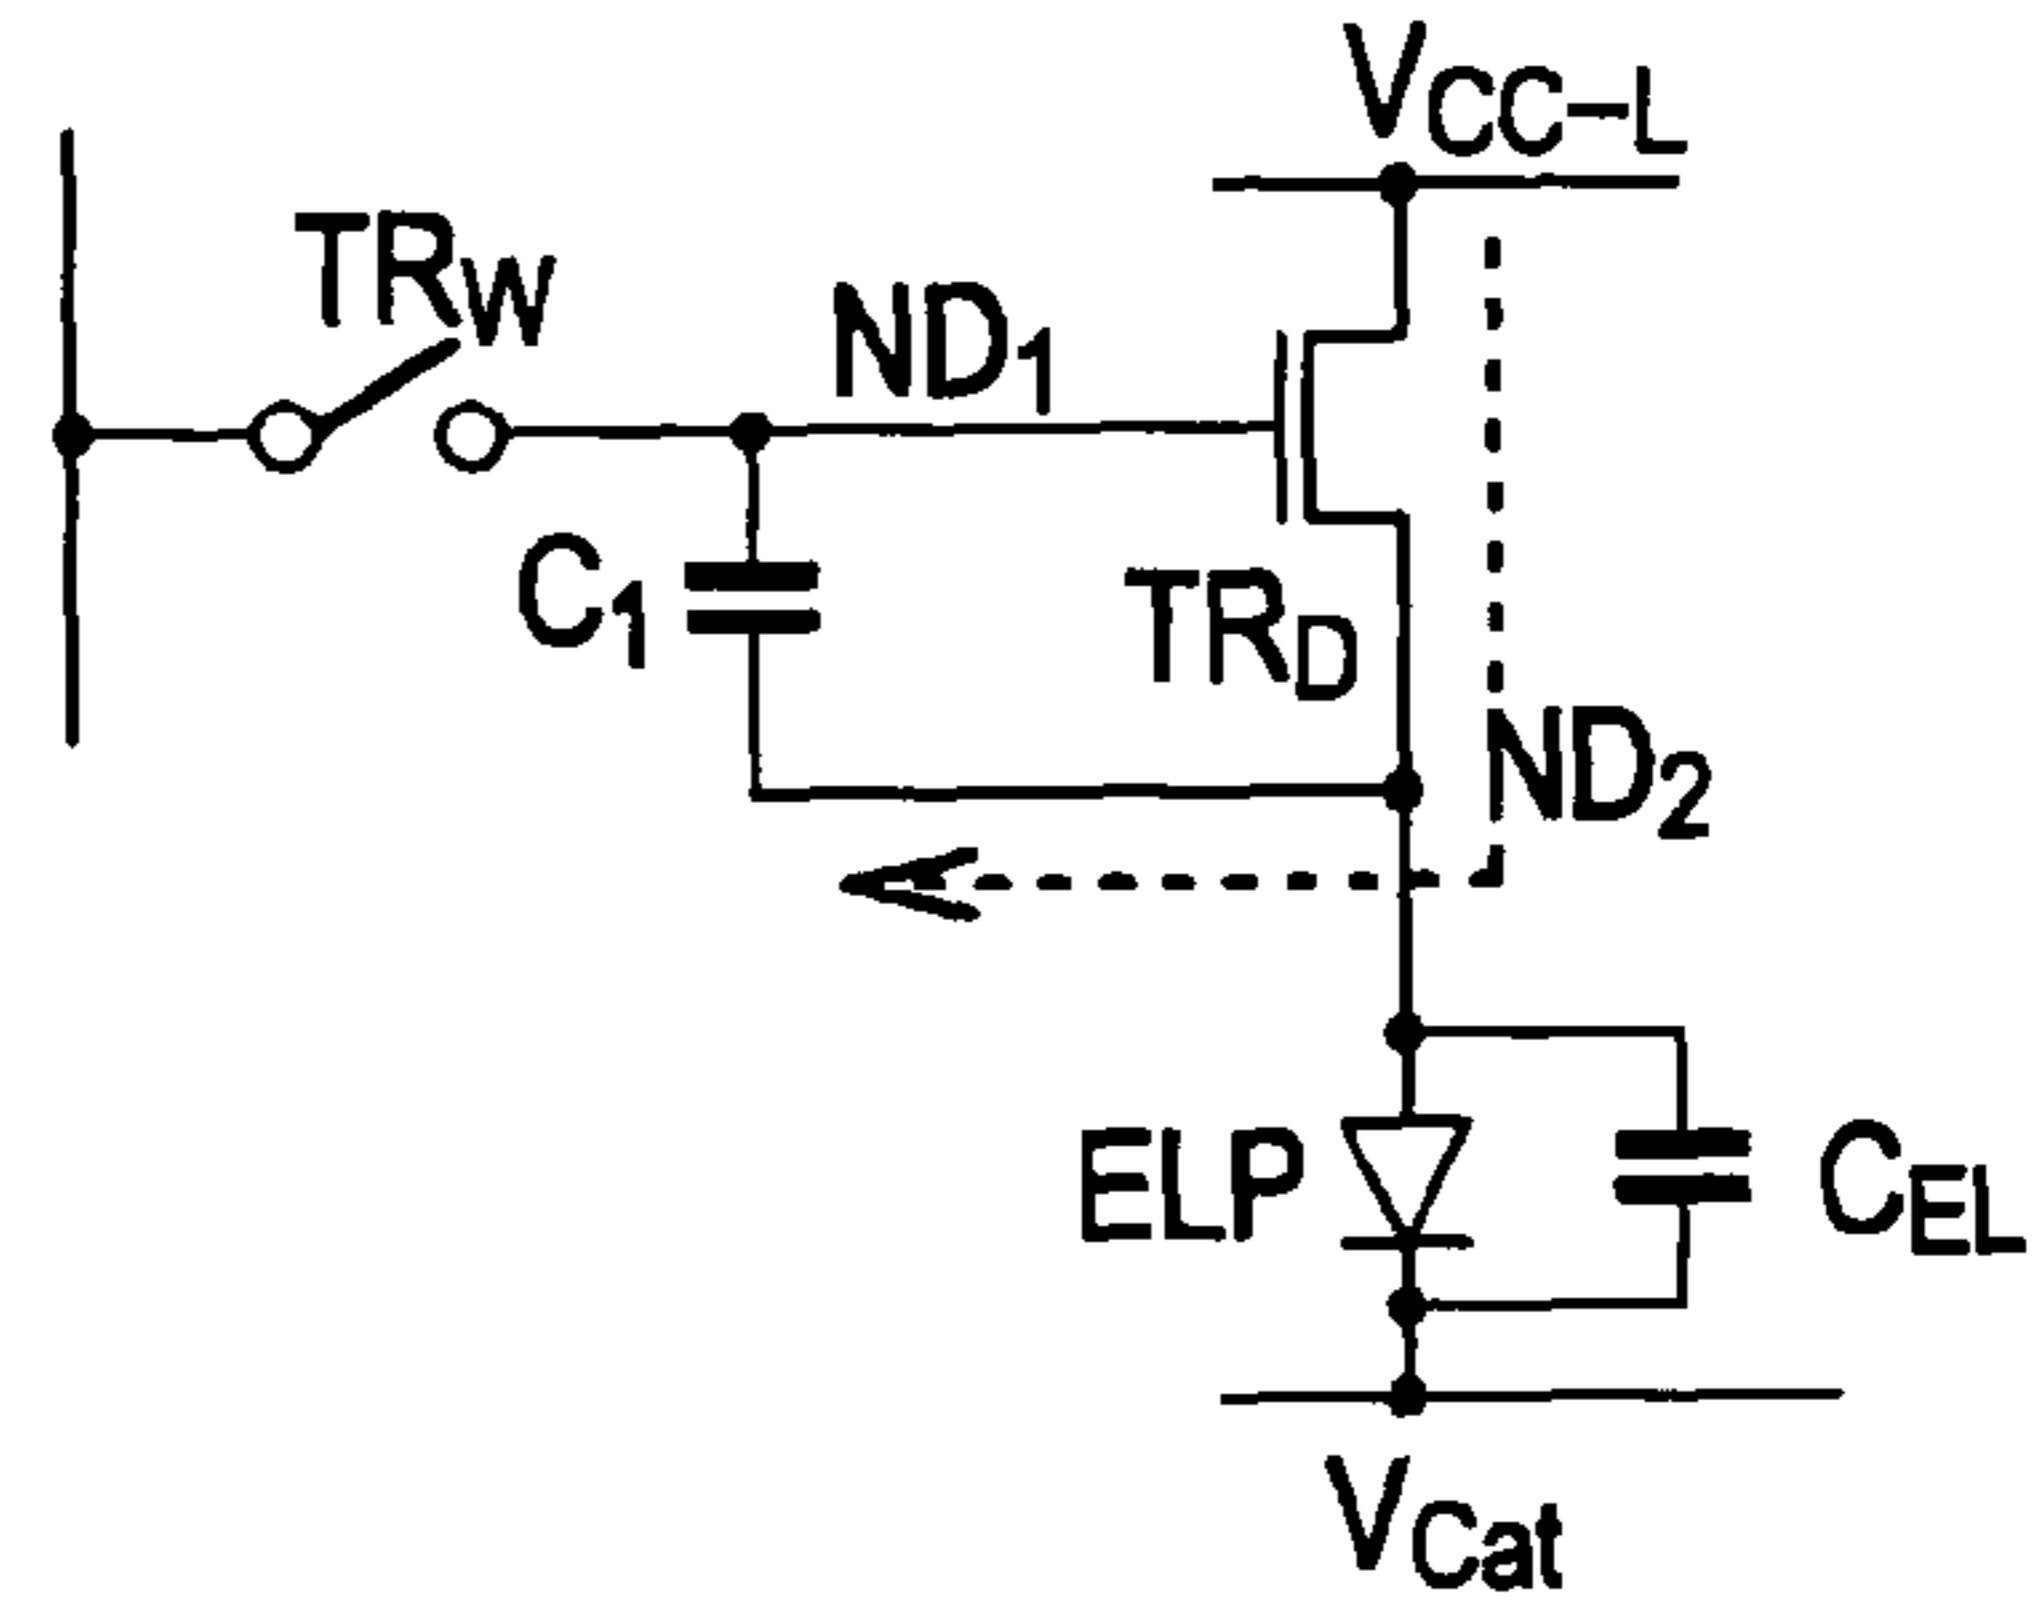 VCC-L
TRW
ND1
C1
TRD
ND2
ELP
CEL
VCat